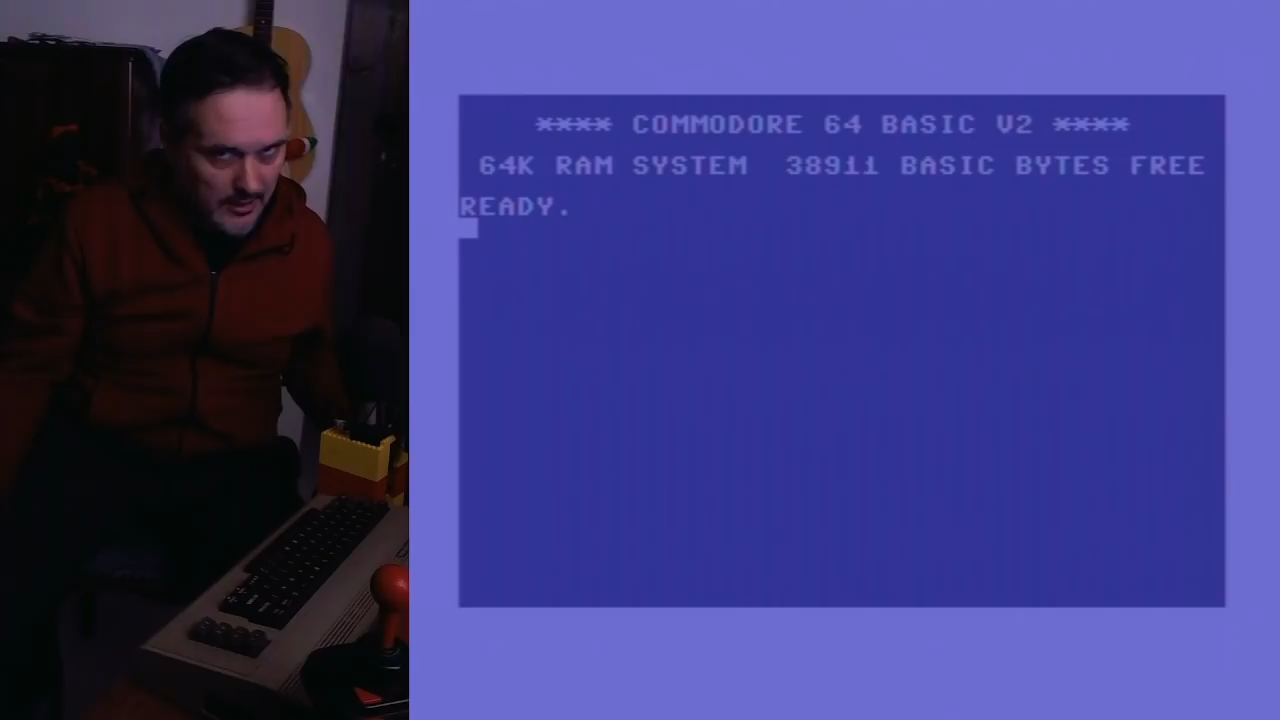 **** COMMODORE 64 BASIC V2 ****
64K RAM SYSTEM  38911 BASIC BYTES FREE
READY.